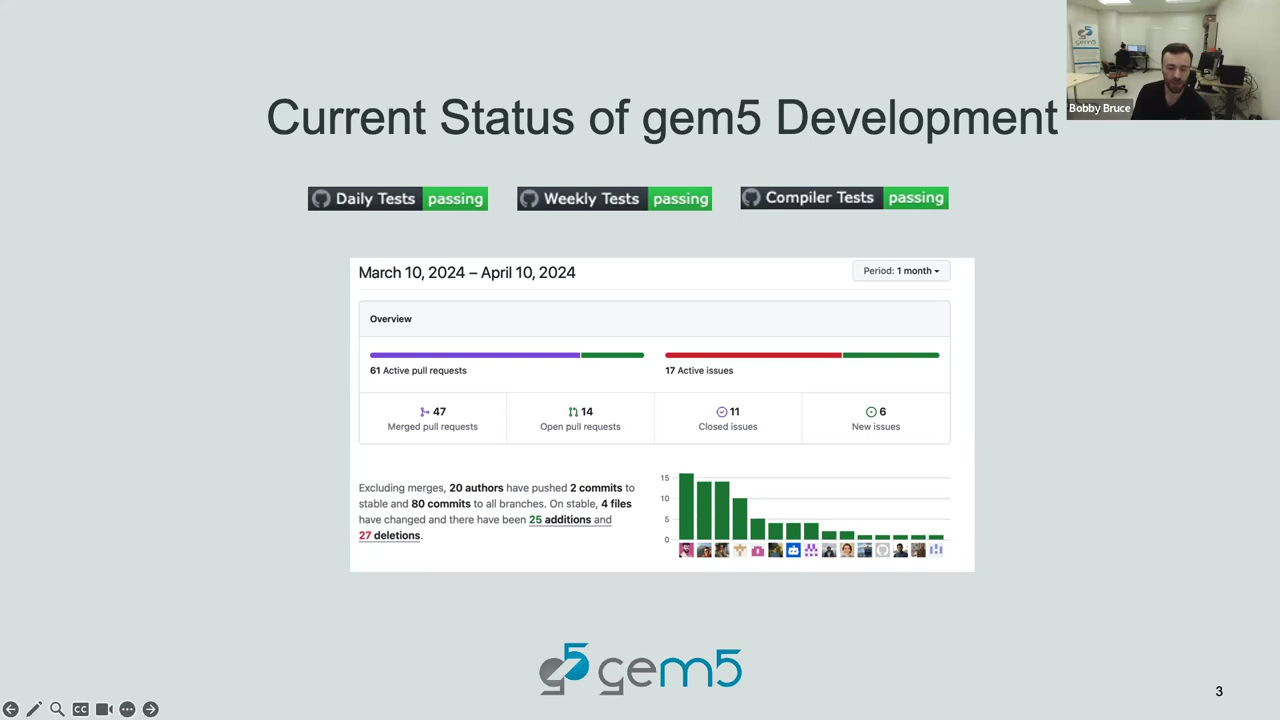 gem5
Bobby Bruce
Current Status of gem5 Development
Daily Tests passing
Weekly Tests passing
Compiler Tests passing
March 10, 2024 – April 10, 2024
Period: 1 month
Overview
61 Active pull requests
17 Active issues
47
Merged pull requests
14
Open pull requests
11
Closed issues
6
New issues
Excluding merges, 20 authors have pushed 2 commits to
stable and 80 commits to all branches. On stable, 4 files
have changed and there have been 25 additions and
27 deletions.
15
10
5
0
g5 gem5
CC
3